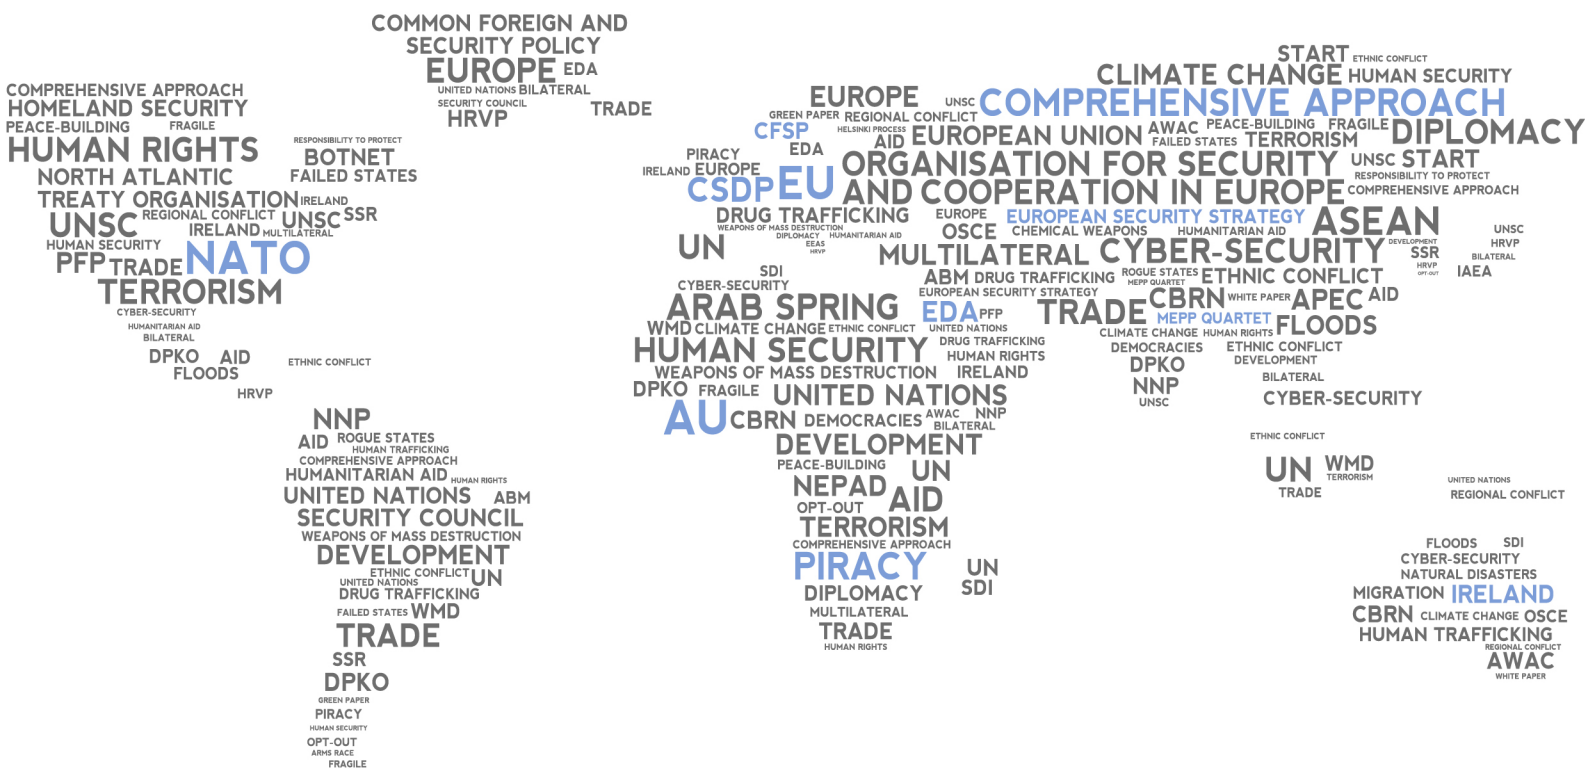 COMMON FOREIGN AND
SECURITY POLICY
EUROPE EDA
UNITED NATIONS BILATERAL
SECURITY COUNCIL
HRVP
TRADE
COMPREHENSIVE APPROACH
HOMELAND SECURITY
PEACE-BUILDING FRAGILE
HUMAN RIGHTS
NORTH ATLANTIC
TREATY ORGANISATION IRELAND
RESPONSIBILITY TO PROTECT
BOTNET
FAILED STATES
UNSC REGIONAL CONFLICT UNSC SSR
IRELAND MULTILATERAL
HUMAN SECURITY
PFP TRADE NATO
TERRORISM
CYBER-SECURITY
HUMANITARIAN AID
BILATERAL
DPKO AID
FLOODS
ETHNIC CONFLICT
HRVP
NNP
AID ROGUE STATES
HUMAN TRAFFICKING
COMPREHENSIVE APPROACH
HUMANITARIAN AID HUMAN RIGHTS
UNITED NATIONS ABM
SECURITY COUNCIL
WEAPONS OF MASS DESTRUCTION
DEVELOPMENT
ETHNIC CONFLICT UN
UNITED NATIONS
DRUG TRAFFICKING
FAILED STATES WMD
TRADE
SSR
DPKO
GREEN PAPER
PIRACY
HUMAN SECURITY
OPT-OUT
ARMS RACE
FRAGILE
START ETHNIC CONFLICT
CLIMATE CHANGE HUMAN SECURITY
EUROPE UNSC COMPREHENSIVE APPROACH
GREEN PAPER REGIONAL CONFLICT
CFSP HELSINKI PROCESS
AID EUROPEAN UNION AWAC PEACE-BUILDING FRAGILE DIPLOMACY
FAILED STATES TERRORISM
EDA
PIRACY
IRELAND EUROPE
CSDP EU
ORGANISATION FOR SECURITY UNSC START
RESPONSIBILITY TO PROTECT
AND COOPERATION IN EUROPE COMPREHENSIVE APPROACH
DRUG TRAFFICKING EUROPE EUROPEAN SECURITY STRATEGY ASEAN
WEAPONS OF MASS DESTRUCTION
DIPLOMACY HUMANITARIAN AID
EEAS
HRVP
OSCE CHEMICAL WEAPONS HUMANITARIAN AID
UN
MULTILATERAL CYBER-SECURITY DEVELOPMENT
SSR
HRVP
OPT-OUT
UNSC
HRVP
BILATERAL
IAEA
SDI
CYBER-SECURITY
ABM DRUG TRAFFICKING ROGUE STATES ETHNIC CONFLICT
MEPP QUARTET
EUROPEAN SECURITY STRATEGY
ARAB SPRING EDA PFP TRADE CBRN WHITE PAPER APEC AID
MEPP QUARTET FLOODS
WMD CLIMATE CHANGE ETHNIC CONFLICT UNITED NATIONS
CLIMATE CHANGE HUMAN RIGHTS
HUMAN SECURITY DRUG TRAFFICKING
HUMAN RIGHTS
DEMOCRACIES ETHNIC CONFLICT
DPKO DEVELOPMENT
WEAPONS OF MASS DESTRUCTION IRELAND
NNP BILATERAL
UNSC CYBER-SECURITY
DPKO FRAGILE UNITED NATIONS
AU CBRN DEMOCRACIES AWAC NNP
BILATERAL
DEVELOPMENT
PEACE-BUILDING UN
NEPAD AID
OPT-OUT
TERRORISM
COMPREHENSIVE APPROACH
PIRACY UN
SDI
DIPLOMACY
MULTILATERAL
TRADE
HUMAN RIGHTS
ETHNIC CONFLICT
UN WMD
TERRORISM
TRADE
UNITED NATIONS
REGIONAL CONFLICT
FLOODS SDI
CYBER-SECURITY
NATURAL DISASTERS
MIGRATION IRELAND
CBRN CLIMATE CHANGE OSCE
HUMAN TRAFFICKING
REGIONAL CONFLICT
AWAC
WHITE PAPER